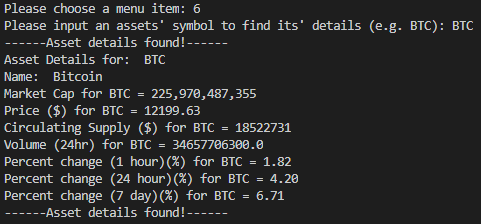 Please choose a menu item: 6
Please input an assets' symbol to find its' details (e.g. BTC): BTC
------Asset details found!------
Asset Details for:  BTC
Name:  Bitcoin
Market Cap for BTC = 225,970,487,355
Price ($) for BTC = 12199.63
Circulating Supply ($) for BTC = 18522731
Volume (24hr) for BTC = 34657706300.0
Percent change (1 hour)(%) for BTC = 1.82
Percent change (24 hour)(%) for BTC = 4.20
Percent change (7 day)(%) for BTC = 6.71
------Asset details found!------